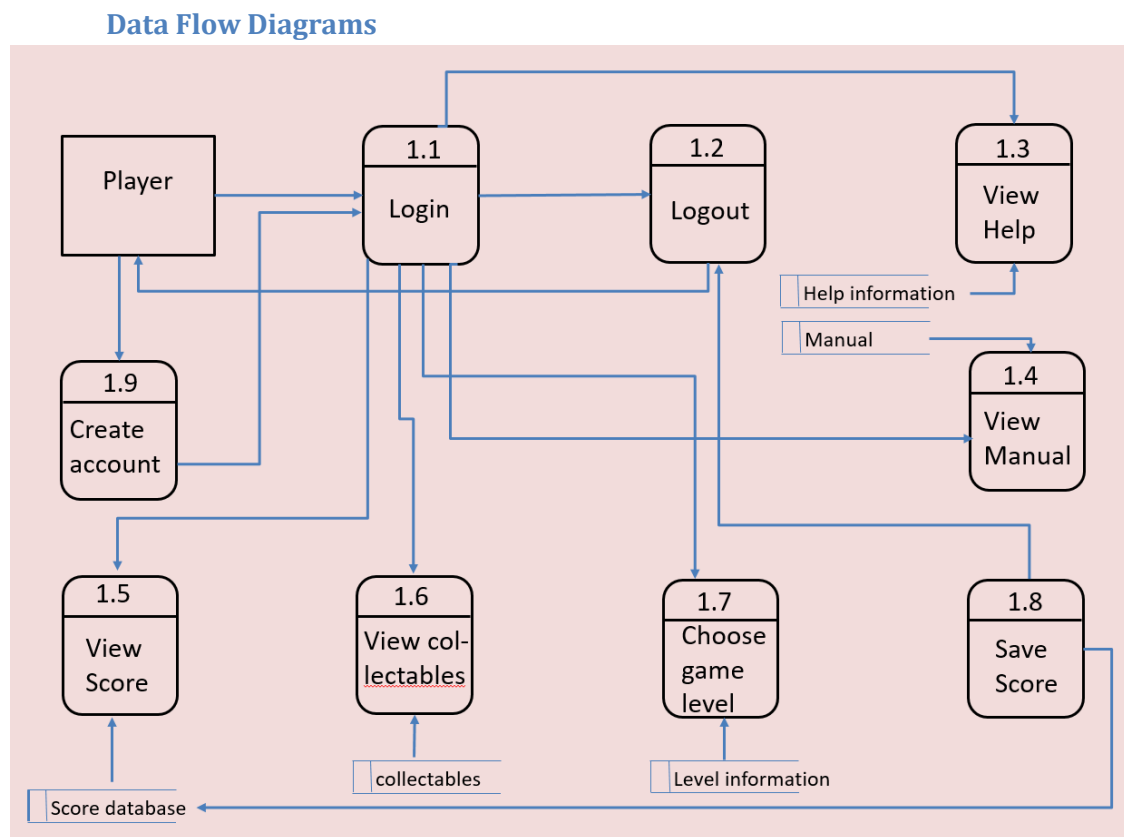 Data Flow Diagrams
Player
1.1
Login
1.2
Logout
1.3
View
Help
Help information
Manual
1.4
View
Manual
1.9
Create
account
1.5
View
Score
1.6
View col-
lectables
1.7
Choose
game
level
1.8
Save
Score
collectables
Level information
Score database